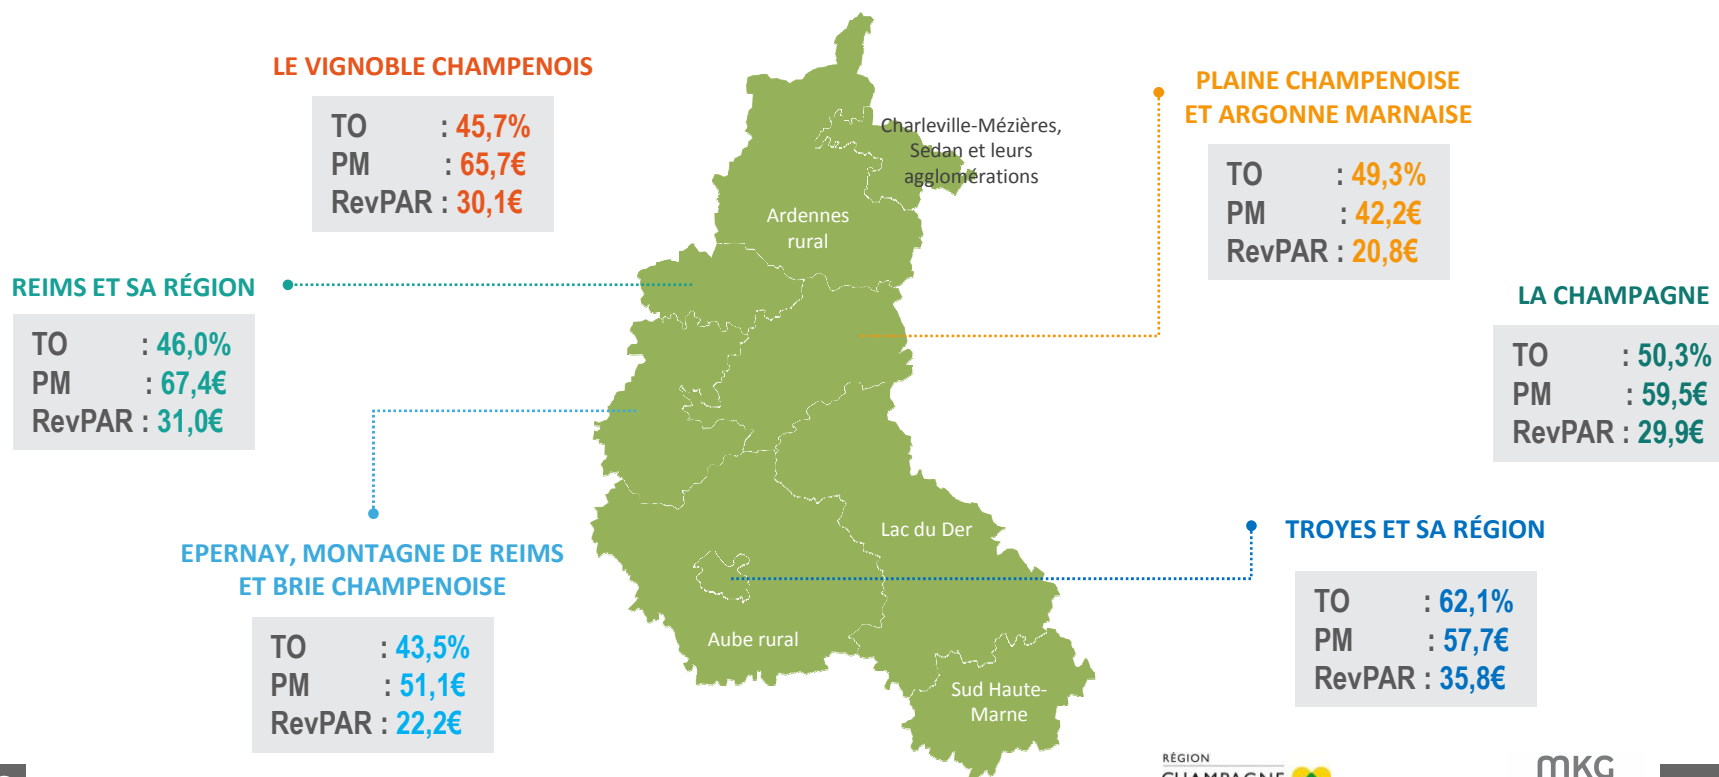 LE VIGNOBLE CHAMPENOIS
TO : 45,7%
PM : 65,7€
RevPAR : 30,1€
PLAINE CHAMPENOISE
ET ARGONNE MARNAISE
TO : 49,3%
PM : 42,2€
RevPAR : 20,8€
Charleville-Mézières,
Sedan et leurs
agglomérations
Ardennes
rural
REIMS ET SA RÉGION
TO : 46,0%
PM : 67,4€
RevPAR : 31,0€
LA CHAMPAGNE
TO : 50,3%
PM : 59,5€
RevPAR : 29,9€
EPERNAY, MONTAGNE DE REIMS
ET BRIE CHAMPENOISE
TO : 43,5%
PM : 51,1€
RevPAR : 22,2€
Lac du Der
TROYES ET SA RÉGION
TO : 62,1%
PM : 57,7€
RevPAR : 35,8€
Aube rural
Sud Haute-
Marne
RÉGION
CHAMPAGNE
MKG